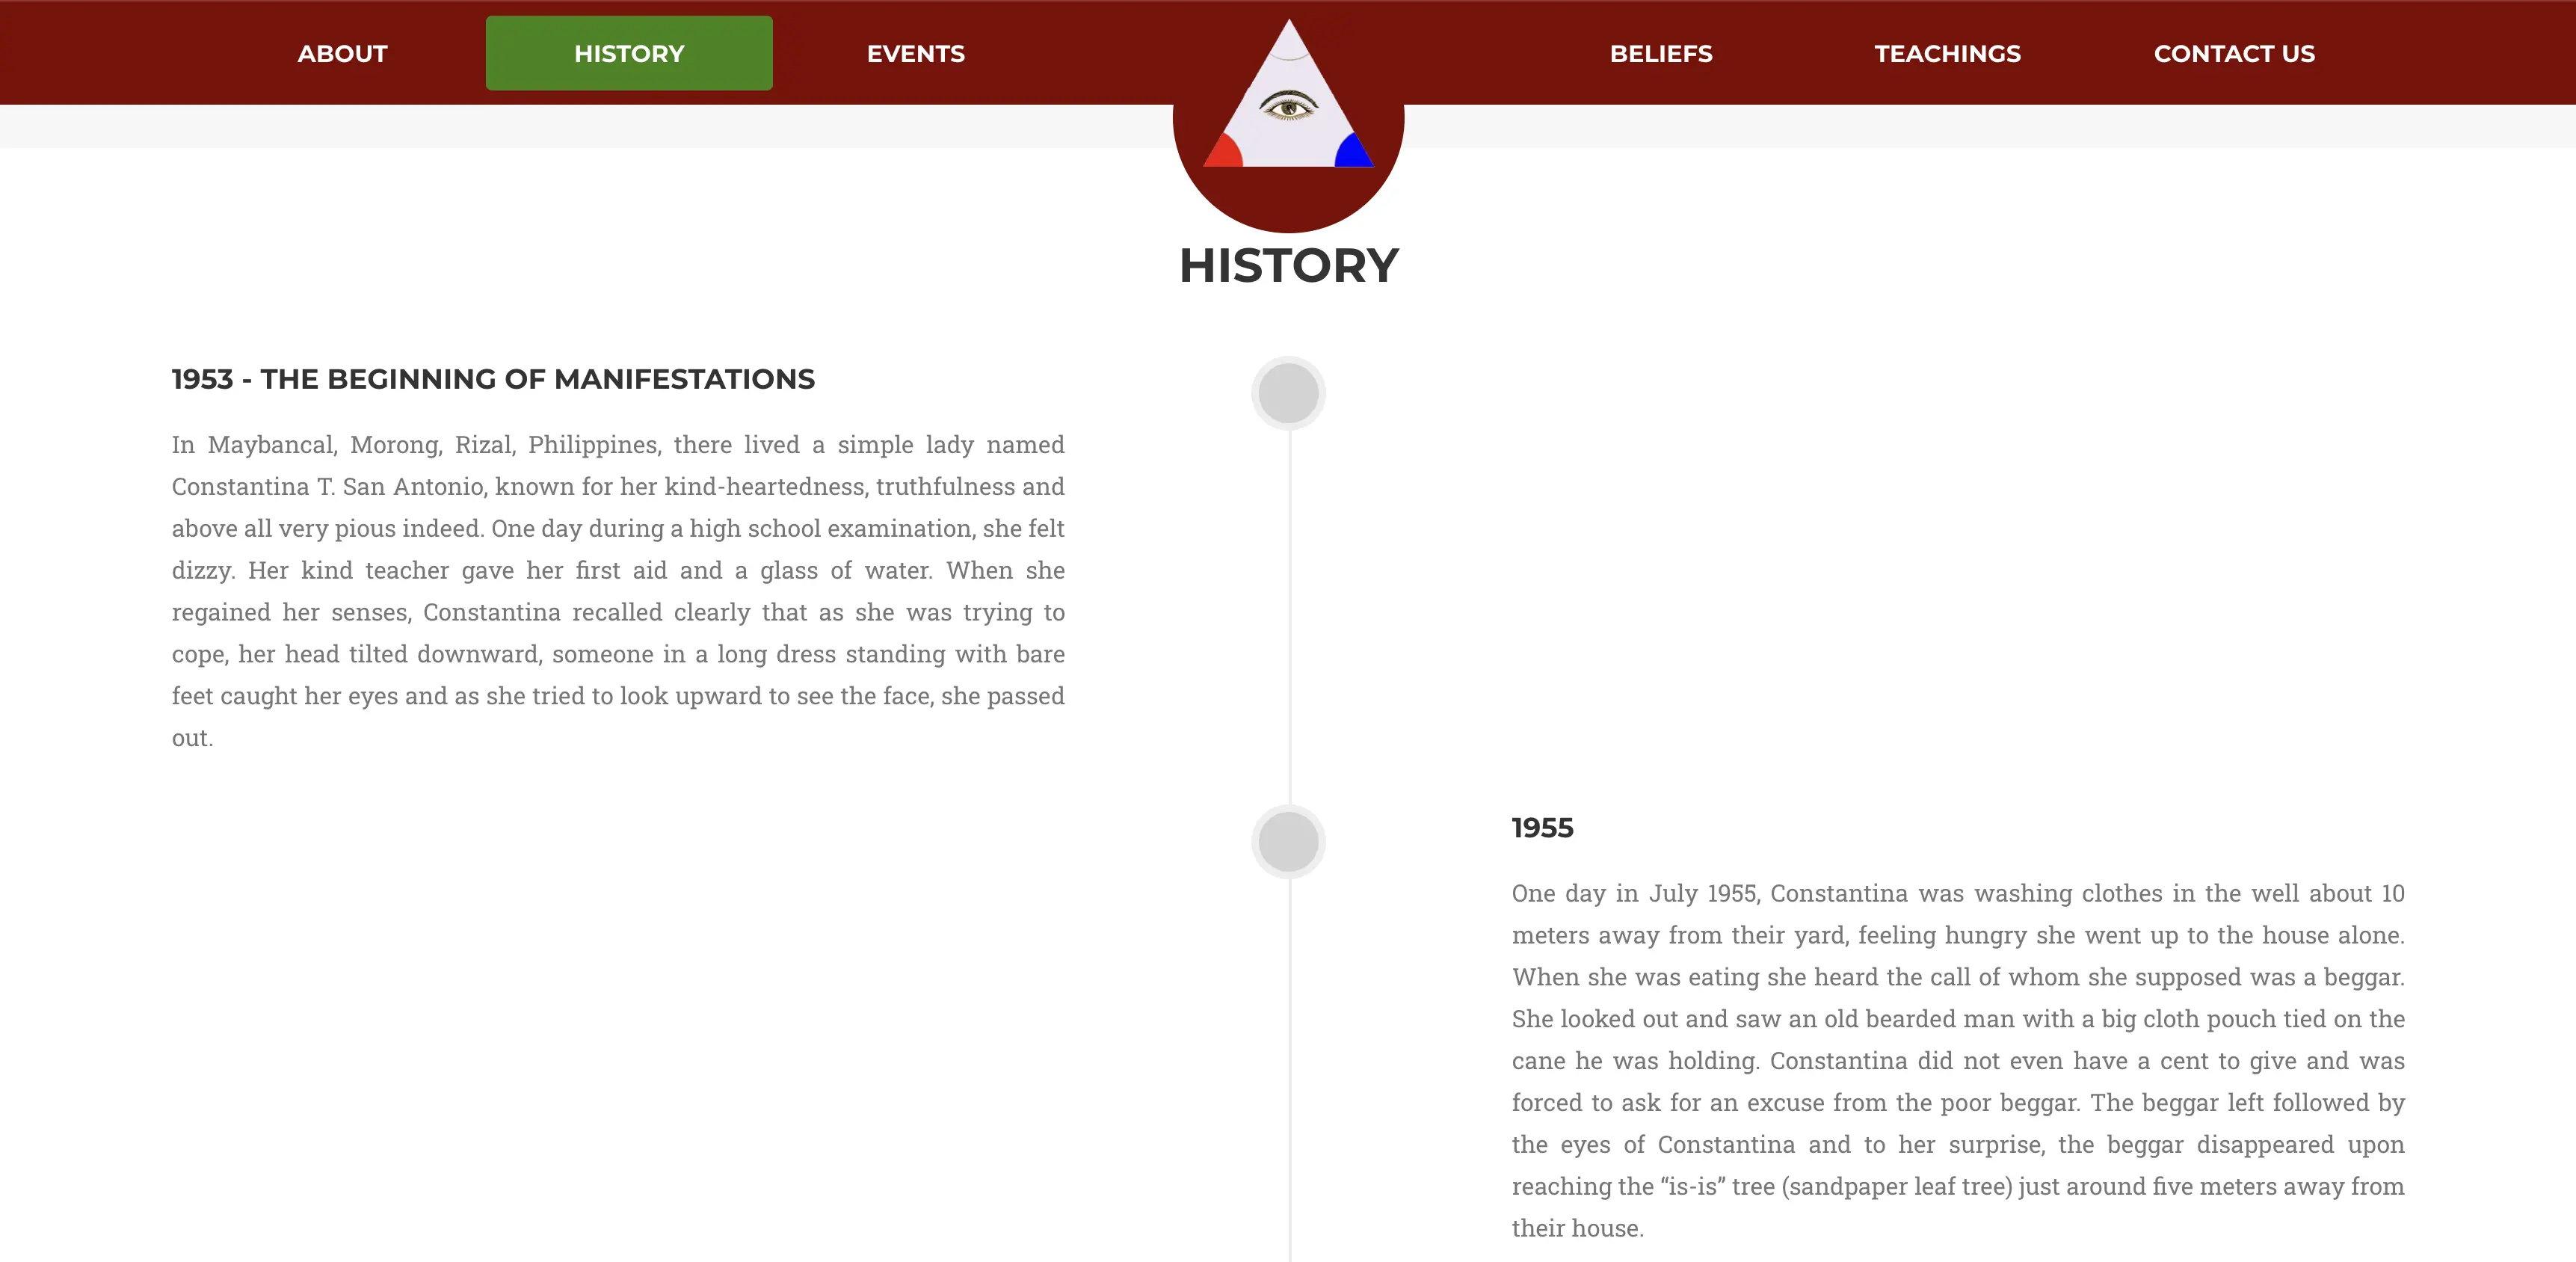 ABOUT
HISTORY
EVENTS
BELIEFS
TEACHINGS
CONTACT US
HISTORY
1953 - THE BEGINNING OF MANIFESTATIONS
In Maybancal, Morong, Rizal, Philippines, there lived a simple lady named
Constantina T. San Antonio, known for her kind-heartedness, truthfulness and
above all very pious indeed. One day during a high school examination, she felt
dizzy. Her kind teacher gave her first aid and a glass of water. When she
regained her senses, Constantina recalled clearly that as she was trying to
cope, her head tilted downward, someone in a long dress standing with bare
feet caught her eyes and as she tried to look upward to see the face, she passed
out.
1955
One day in July 1955, Constantina was washing clothes in the well about 10
meters away from their yard, feeling hungry she went up to the house alone.
When she was eating she heard the call of whom she supposed was a beggar.
She looked out and saw an old bearded man with a big cloth pouch tied on the
cane he was holding. Constantina did not even have a cent to give and was
forced to ask for an excuse from the poor beggar. The beggar left followed by
the eyes of Constantina and to her surprise, the beggar disappeared upon
reaching the “is-is” tree (sandpaper leaf tree) just around five meters away from
their house.